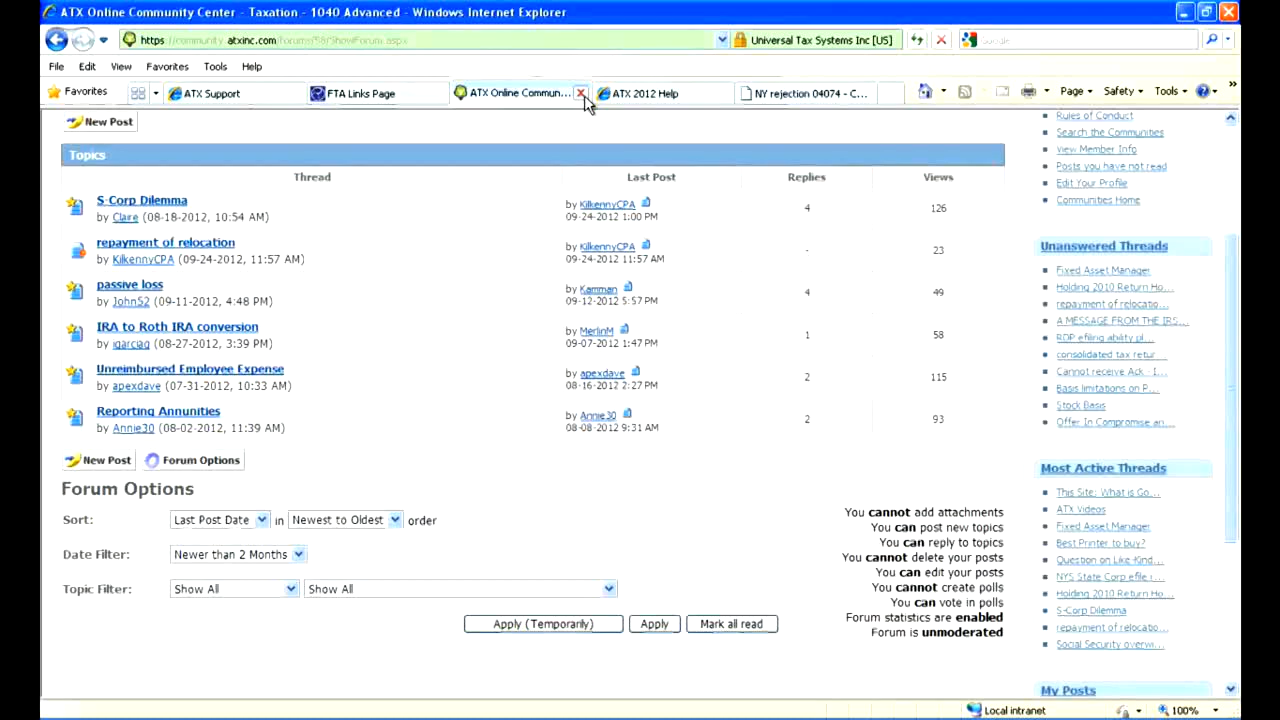 ATX Online Community Center - Taxation - 1040 Advanced - Windows Internet Explorer
https://community.atxinc.com/forums/58/ShowForum.aspx Universal Tax Systems Inc [US] Google
File Edit View Favorites Tools Help
Favorites ATX Support FTA Links Page ATX Online Commun... ATX 2012 Help NY rejection 04074 - C... Page Safety Tools
New Post
Topics
Thread Last Post Replies Views
S-Corp Dilemma
by Claire (08-18-2012, 10:54 AM)
by KilkennyCPA
09-24-2012 1:00 PM
4 126
repayment of relocation
by KilkennyCPA (09-24-2012, 11:57 AM)
by KilkennyCPA
09-24-2012 11:57 AM
- 23
passive loss
by John52 (09-11-2012, 4:48 PM)
by Kamman
09-12-2012 5:57 PM
4 49
IRA to Roth IRA conversion
by jgarciag (08-27-2012, 3:39 PM)
by MerlinM
09-07-2012 1:47 PM
1 58
Unreimbursed Employee Expense
by apexdave (07-31-2012, 10:33 AM)
by apexdave
08-16-2012 2:27 PM
2 115
Reporting Annunities
by Annie30 (08-02-2012, 11:39 AM)
by Annie30
08-08-2012 9:31 AM
2 93
New Post Forum Options
Forum Options
Sort: Last Post Date in Newest to Oldest order
Date Filter: Newer than 2 Months
Topic Filter: Show All Show All
Apply (Temporarily) Apply Mark all read
You cannot add attachments
You can post new topics
You can reply to topics
You cannot delete your posts
You can edit your posts
You cannot create polls
You can vote in polls
Forum statistics are enabled
Forum is unmoderated
Rules of Conduct
Search the Communities
View Member Info
Posts you have not read
Edit Your Profile
Communities Home
Unanswered Threads
Fixed Asset Manager
Holding 2010 Return Ho...
repayment of relocatio...
A MESSAGE FROM THE IRS...
RDP efiling ability pl...
consolidated tax retur...
Cannot receive Ack - I...
Basis limitations on P...
Stock Basis
Offer In Compromise an...
Most Active Threads
This Site: What is Go...
ATX Videos
Fixed Asset Manager
Best Printer to buy?
Question on Like-Kind...
NYS State Corp efile i...
Holding 2010 Return Ho...
S-Corp Dilemma
repayment of relocatio...
Social Security overwi...
My Posts
Local intranet 100%